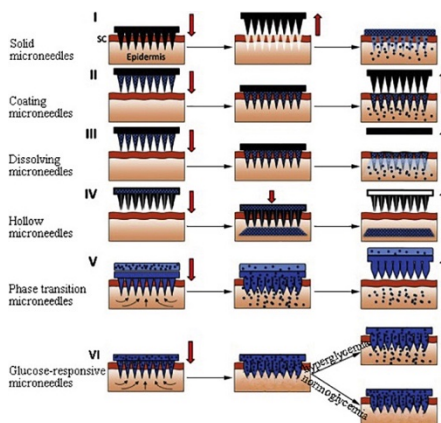 I
SC
Epidermis
Solid
microneedles
II
Coating
microneedles
III
Dissolving
microneedles
IV
Hollow
microneedles
V
Phase transition
microneedles
VI
Glucose-responsive
microneedles
hyperglycemia
normoglycemia